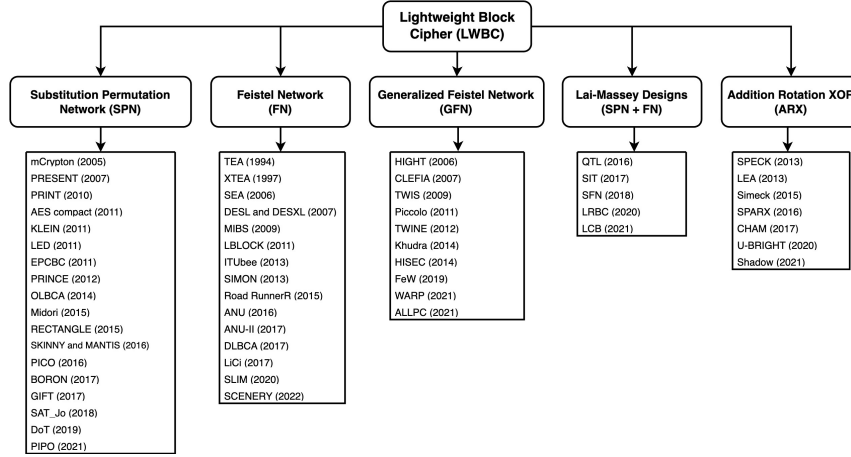 Lightweight Block
Cipher (LWBC)
Substitution Permutation
Network (SPN)
mCrypton (2005)
PRESENT (2007)
PRINT (2010)
AES compact (2011)
KLEIN (2011)
LED (2011)
EPCBC (2011)
PRINCE (2012)
OLBCA (2014)
Midori (2015)
RECTANGLE (2015)
SKINNY and MANTIS (2016)
PICO (2016)
BORON (2017)
GIFT (2017)
SAT_Jo (2018)
DoT (2019)
PIPO (2021)
Feistel Network
(FN)
TEA (1994)
XTEA (1997)
SEA (2006)
DESL and DESXL (2007)
MIBS (2009)
LBLOCK (2011)
ITUbee (2013)
SIMON (2013)
Road RunnerR (2015)
ANU (2016)
ANU-II (2017)
DLBCA (2017)
LiCi (2017)
SLIM (2020)
SCENERY (2022)
Generalized Feistel Network
(GFN)
HIGHT (2006)
CLEFIA (2007)
TWIS (2009)
Piccolo (2011)
TWINE (2012)
Khudra (2014)
HISEC (2014)
FeW (2019)
WARP (2021)
ALLPC (2021)
Lai-Massey Designs
(SPN + FN)
QTL (2016)
SIT (2017)
SFN (2018)
LRBC (2020)
LCB (2021)
Addition Rotation XOR
(ARX)
SPECK (2013)
LEA (2013)
Simeck (2015)
SPARX (2016)
CHAM (2017)
U-BRIGHT (2020)
Shadow (2021)